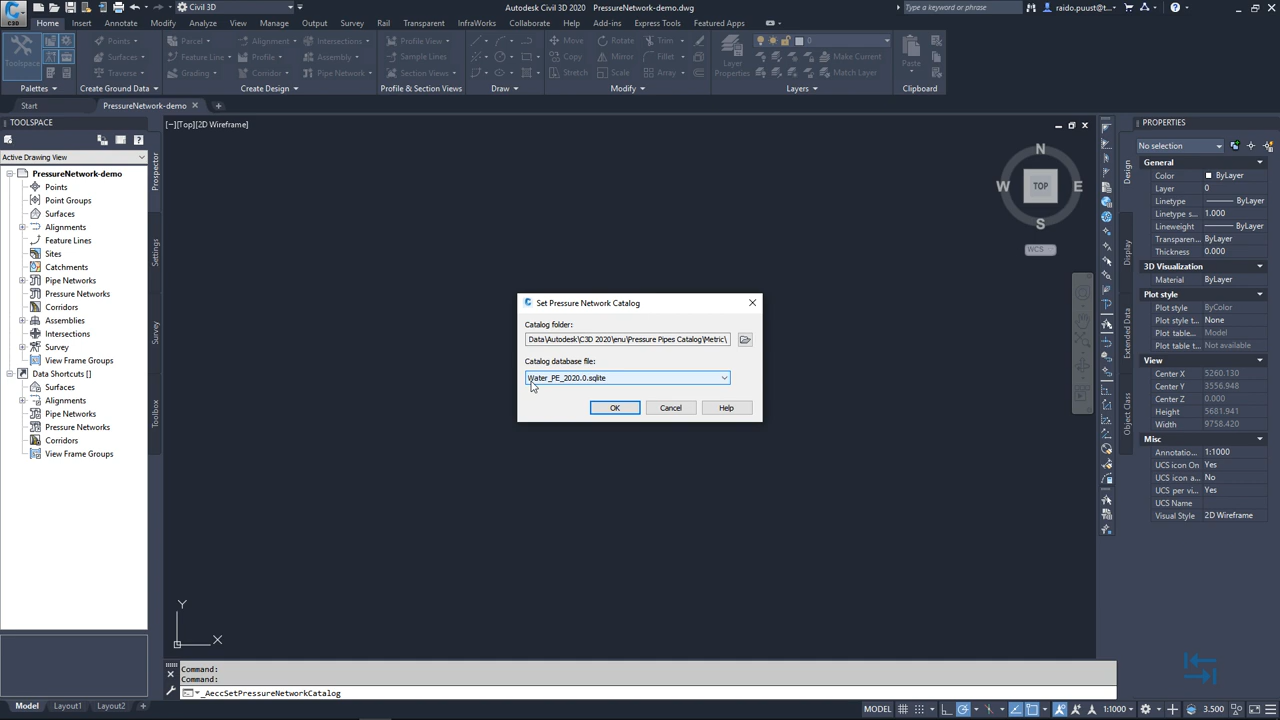 Civil 3D
Autodesk Civil 3D 2020 PressureNetwork-demo.dwg
Type a keyword or phrase
raido.puust@...
C3D
Home Insert Annotate Modify Analyze View Manage Output Survey Rail Transparent InfraWorks Collaborate Help Add-ins Express Tools Featured Apps
Toolspace
Points
Surfaces
Traverse
Parcel
Feature Line
Grading
Alignment
Profile
Corridor
Intersections
Assembly
Pipe Network
Profile View
Sample Lines
Section Views
Move
Copy
Stretch
Rotate
Mirror
Scale
Trim
Fillet
Array
Layer
Properties
0
Make Current
Match Layer
Paste
Palettes
Create Ground Data
Create Design
Profile & Section Views
Draw
Modify
Layers
Clipboard
Start
PressureNetwork-demo
TOOLSPACE
Active Drawing View
PressureNetwork-demo
Points
Point Groups
Surfaces
Alignments
Feature Lines
Sites
Catchments
Pipe Networks
Pressure Networks
Corridors
Assemblies
Intersections
Survey
View Frame Groups
Data Shortcuts []
Surfaces
Alignments
Pipe Networks
Pressure Networks
Corridors
View Frame Groups
Prospector
Settings
Survey
Toolbox
[−][Top][2D Wireframe]
N
W
TOP
E
S
WCS
Set Pressure Network Catalog
Catalog folder:
Data\Autodesk\C3D 2020\enu\Pressure Pipes Catalog\Metric\
Catalog database file:
Water_PE_2020.0.sqlite
OK
Cancel
Help
Y
X
PROPERTIES
No selection
Design
Display
Extended Data
Object Class
General
Color ByLayer
Layer 0
Linetype ByLayer
Linetype s... 1.000
Lineweight ByLayer
Transparen... ByLayer
Thickness 0.000
3D Visualization
Material ByLayer
Plot style
Plot style ByColor
Plot style t... None
Plot table... Model
Plot table t... Not available
View
Center X 5260.130
Center Y 3556.948
Center Z 0.000
Height 5681.941
Width 9758.420
Misc
Annotatio... 1:1000
UCS icon On Yes
UCS icon a... No
UCS per vi... Yes
UCS Name
Visual Style 2D Wireframe
Command:
Command:
_AeccSetPressureNetworkCatalog
Model Layout1 Layout2 +
MODEL
1:1000
3.500